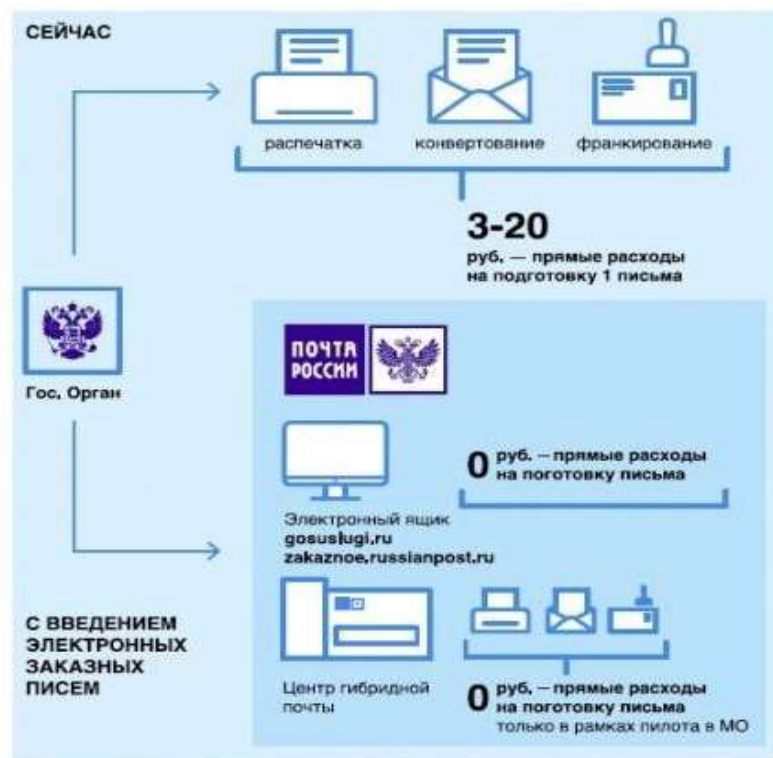 СЕЙЧАС
распечатка
конвертование
франкирование
3-20
руб. — прямые расходы
на подготовку 1 письма
Гос. Орган
ПОЧТА
РОССИИ
0 руб. — прямые расходы
на поготовку письма
Электронный ящик
gosuslugi.ru
zakaznoe.russianpost.ru
С ВВЕДЕНИЕМ
ЭЛЕКТРОННЫХ
ЗАКАЗНЫХ
ПИСЕМ
Центр гибридной
почты
0 руб. — прямые расходы
на поготовку письма
только в рамках пилота в МО